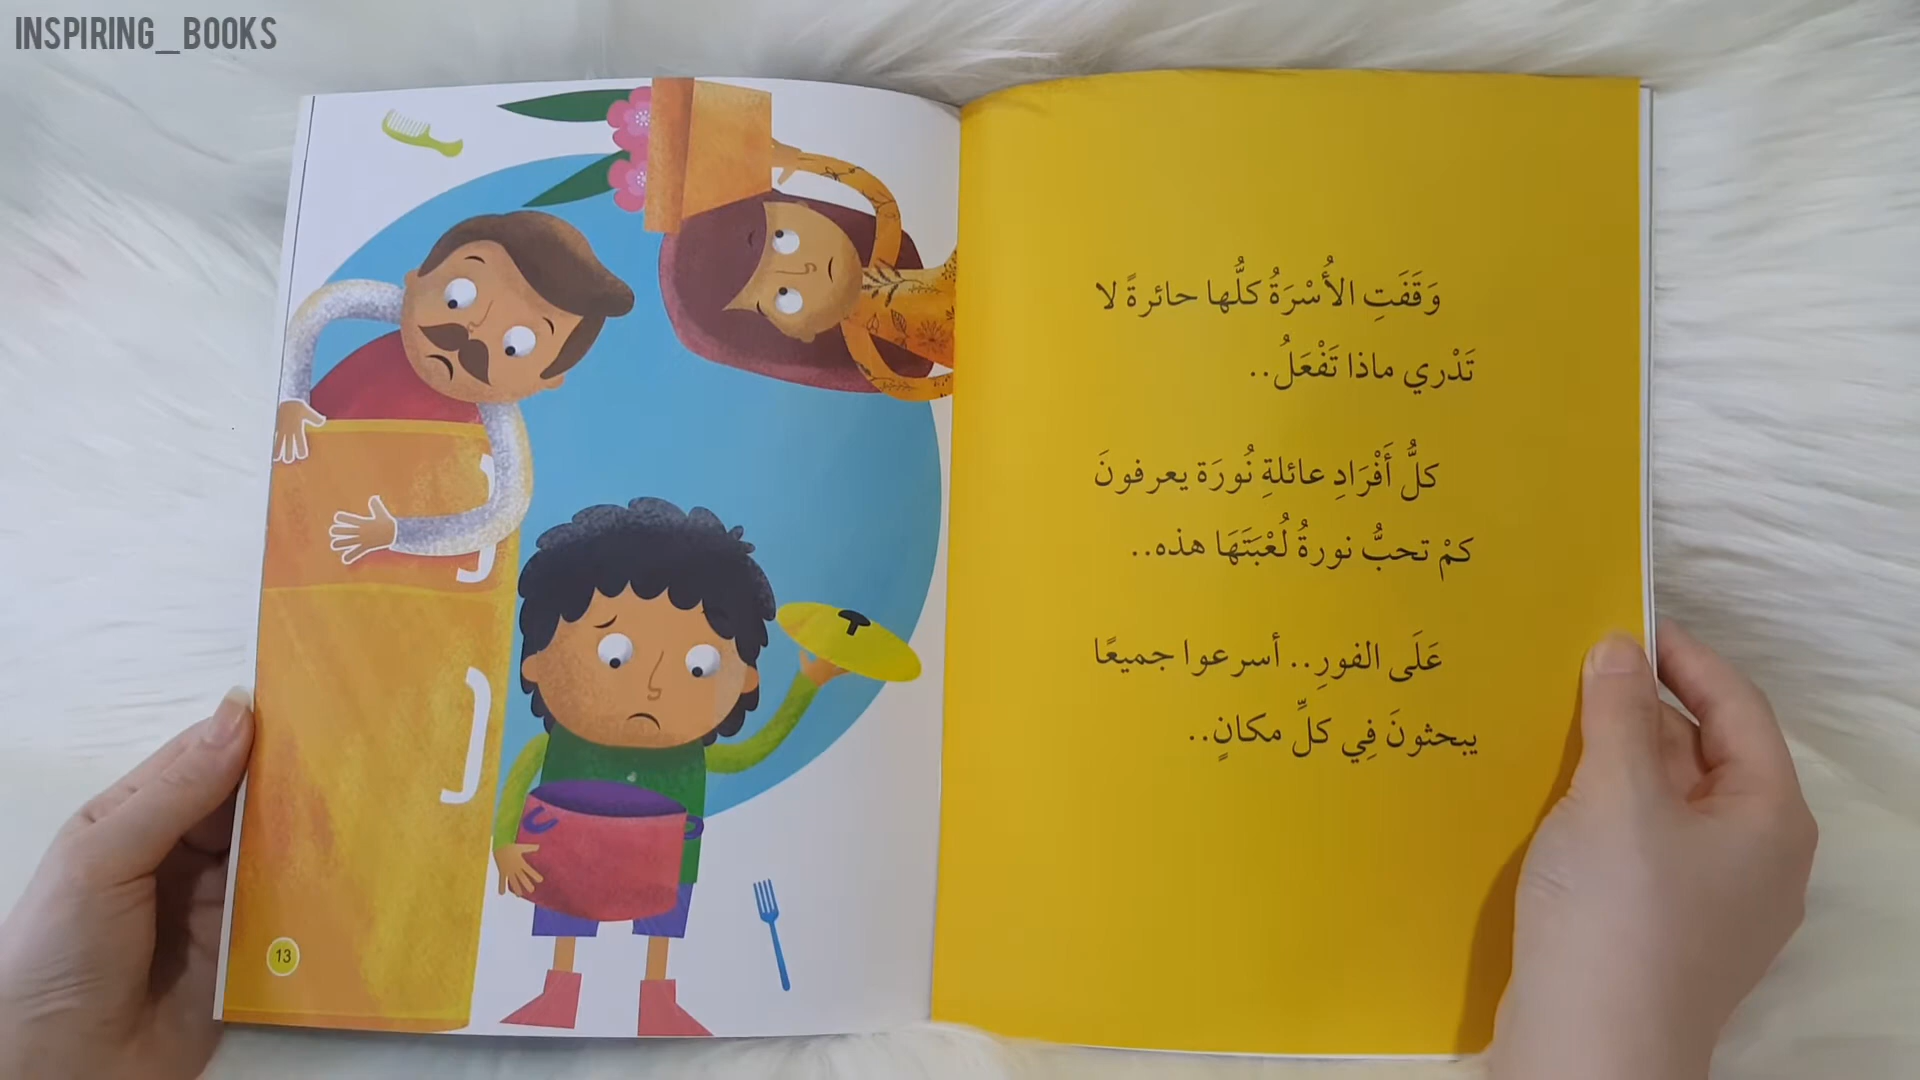 INSPIRING_BOOKS
وَقَفَتِ الأُسْرَةُ كلُّها حائرةً لا
تَدْري ماذا تَفْعَلُ..
كلُّ أَفْرَادِ عائلةِ نُورَة يعرفونَ
كمْ تحبُّ نورةُ لُعْبَتَهَا هذه..
عَلَى الفورِ.. أسرعوا جميعًا
يبحثونَ فِي كلِّ مكانٍ..
13